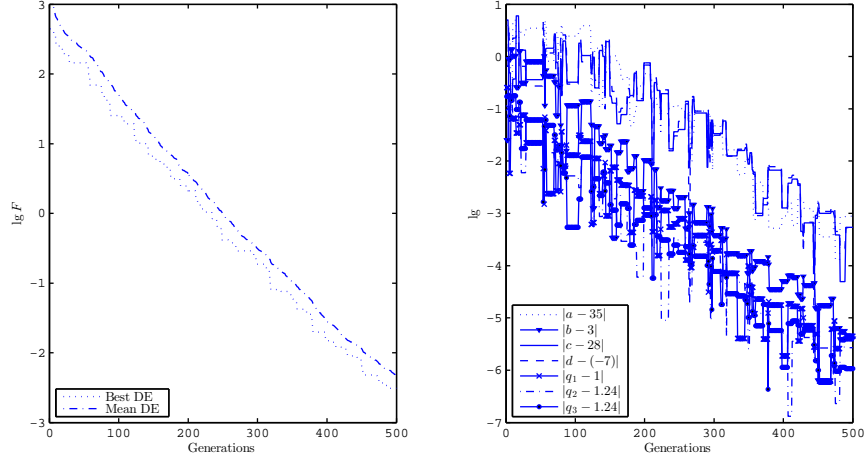 3
2
1
0
−1
−2
−3
lg F
0
100
200
300
400
500
Generations
Best DE
Mean DE
1
0
−1
−2
−3
−4
−5
−6
−7
lg
0
100
200
300
400
500
Generations
|a − 35|
|b − 3|
|c − 28|
|d − (−7)|
|q₁ − 1|
|q₂ − 1.24|
|q₃ − 1.24|